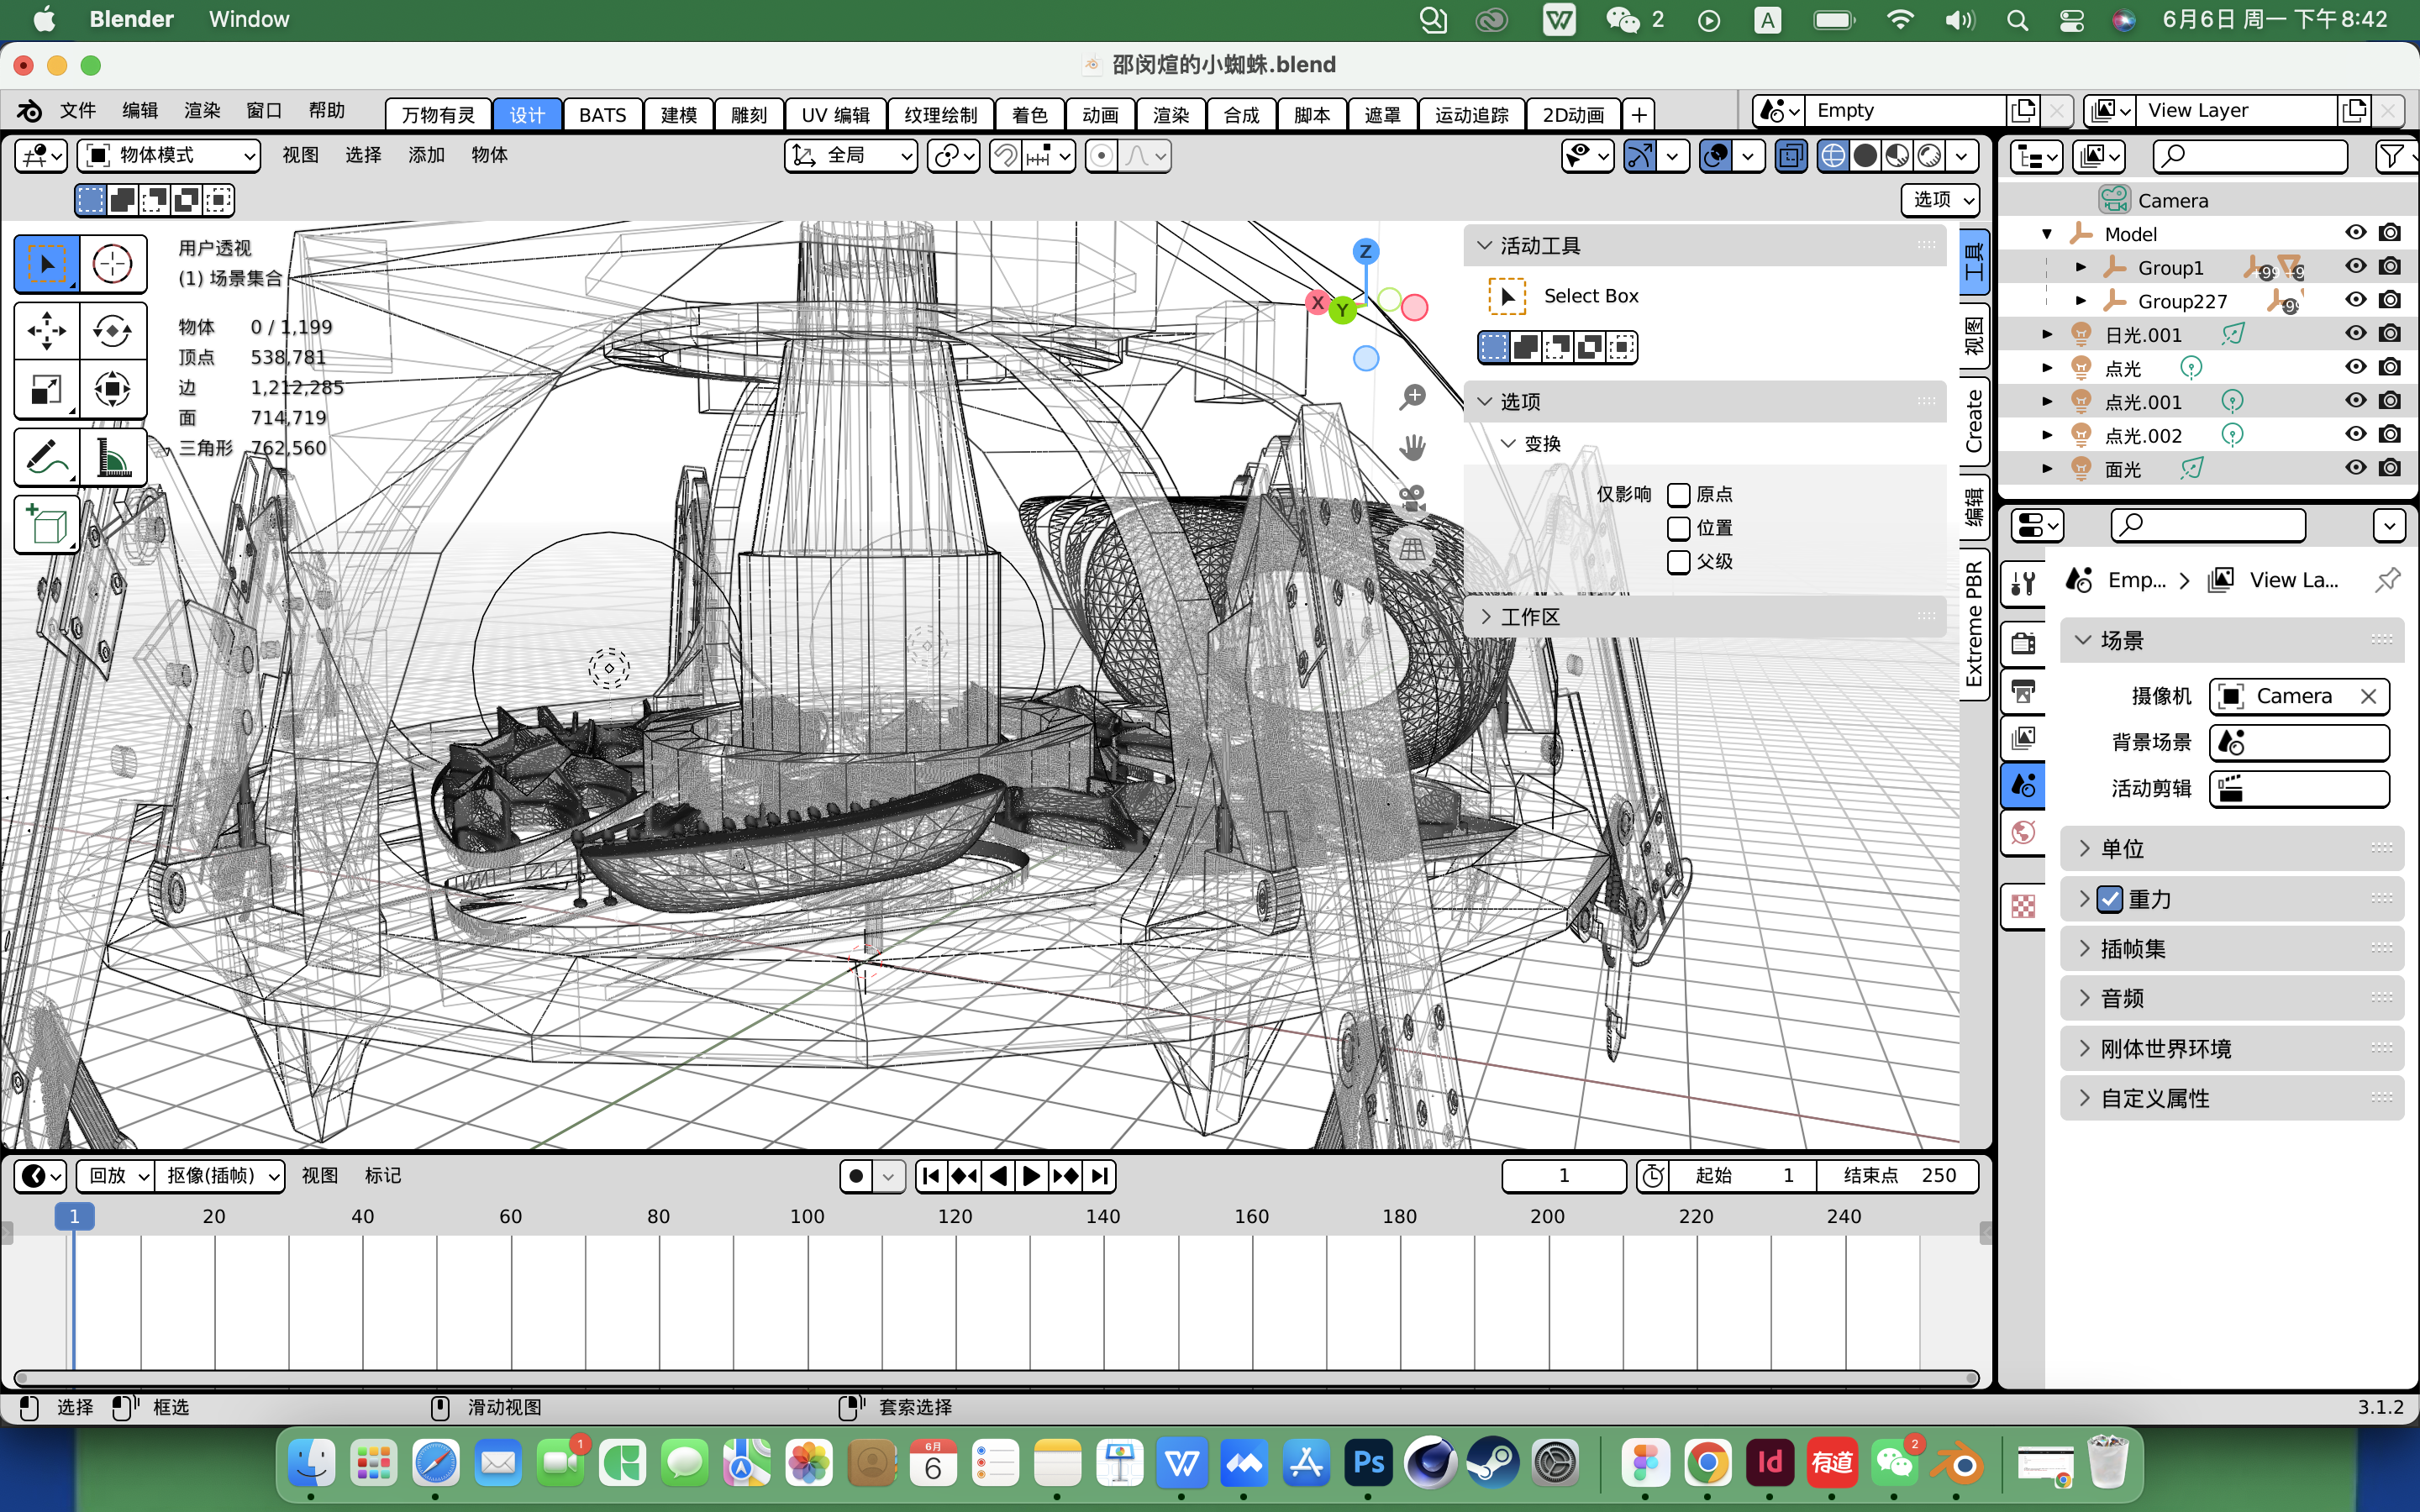 Blender Window 2 A 6月6日 周一 下午8:42
邵闵煊的小蜘蛛.blend
文件 编辑 渲染 窗口 帮助 万物有灵 设计 BATS 建模 雕刻 UV 编辑 纹理绘制 着色 动画 渲染 合成 脚本 遮罩 运动追踪 2D动画 + Empty View Layer
物体模式 视图 选择 添加 物体 全局
选项
用户透视
(1) 场景集合
物体 0 / 1,199
顶点 538,781
边 1,212,285
面 714,719
三角形 762,560
Z
X
Y
活动工具
Select Box
选项
变换
仅影响 原点
位置
父级
工作区
工具
视图
Create
编辑
Extreme PBR
Camera
Model
Group1
Group227
日光.001
点光
点光.001
点光.002
面光
Emp... View La...
场景
摄像机 Camera
背景场景
活动剪辑
单位
重力
插帧集
音频
刚体世界环境
自定义属性
回放 抠像(插帧) 视图 标记 1 起始 1 结束点 250
1 20 40 60 80 100 120 140 160 180 200 220 240
选择 框选 滑动视图 套索选择 3.1.2
1 6月 6 Ps Id 有道 2